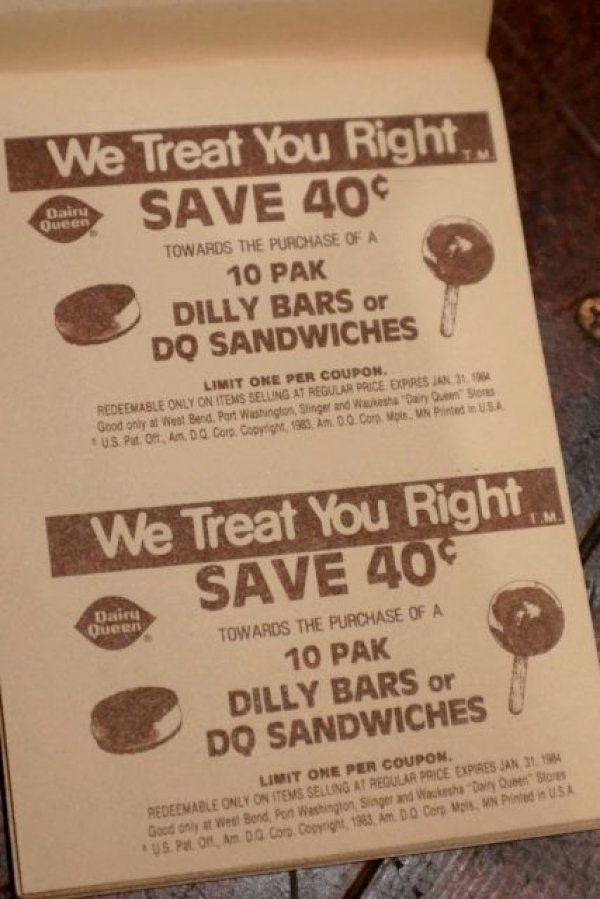 We Treat You Right T.M.
Dairy Queen ®
SAVE 40¢
TOWARDS THE PURCHASE OF A
10 PAK
DILLY BARS or
DQ SANDWICHES
LIMIT ONE PER COUPON.
REDEEMABLE ONLY ON ITEMS SELLING AT REGULAR PRICE. EXPIRES JAN. 31, 1984
Good only at West Bend, Port Washington, Slinger and Waukesha "Dairy Queen" Stores
U.S. Pat. Off., Am. D.Q. Corp. Copyright, 1983, Am. D.Q. Corp. Mpls., MN Printed in U.S.A.
We Treat You Right T.M.
Dairy Queen ®
SAVE 40¢
TOWARDS THE PURCHASE OF A
10 PAK
DILLY BARS or
DQ SANDWICHES
LIMIT ONE PER COUPON.
REDEEMABLE ONLY ON ITEMS SELLING AT REGULAR PRICE. EXPIRES JAN. 31, 1984
Good only at West Bend, Port Washington, Slinger and Waukesha "Dairy Queen" Stores
U.S. Pat. Off., Am. D.Q. Corp. Copyright, 1983, Am. D.Q. Corp. Mpls., MN Printed in U.S.A.